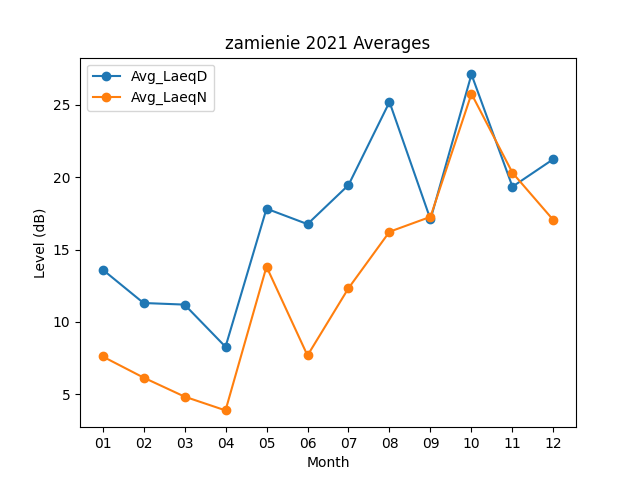 zamienie 2021 Averages
Avg_LaeqD
Avg_LaeqN
Level (dB)
25
20
15
10
5
01 02 03 04 05 06 07 08 09 10 11 12
Month